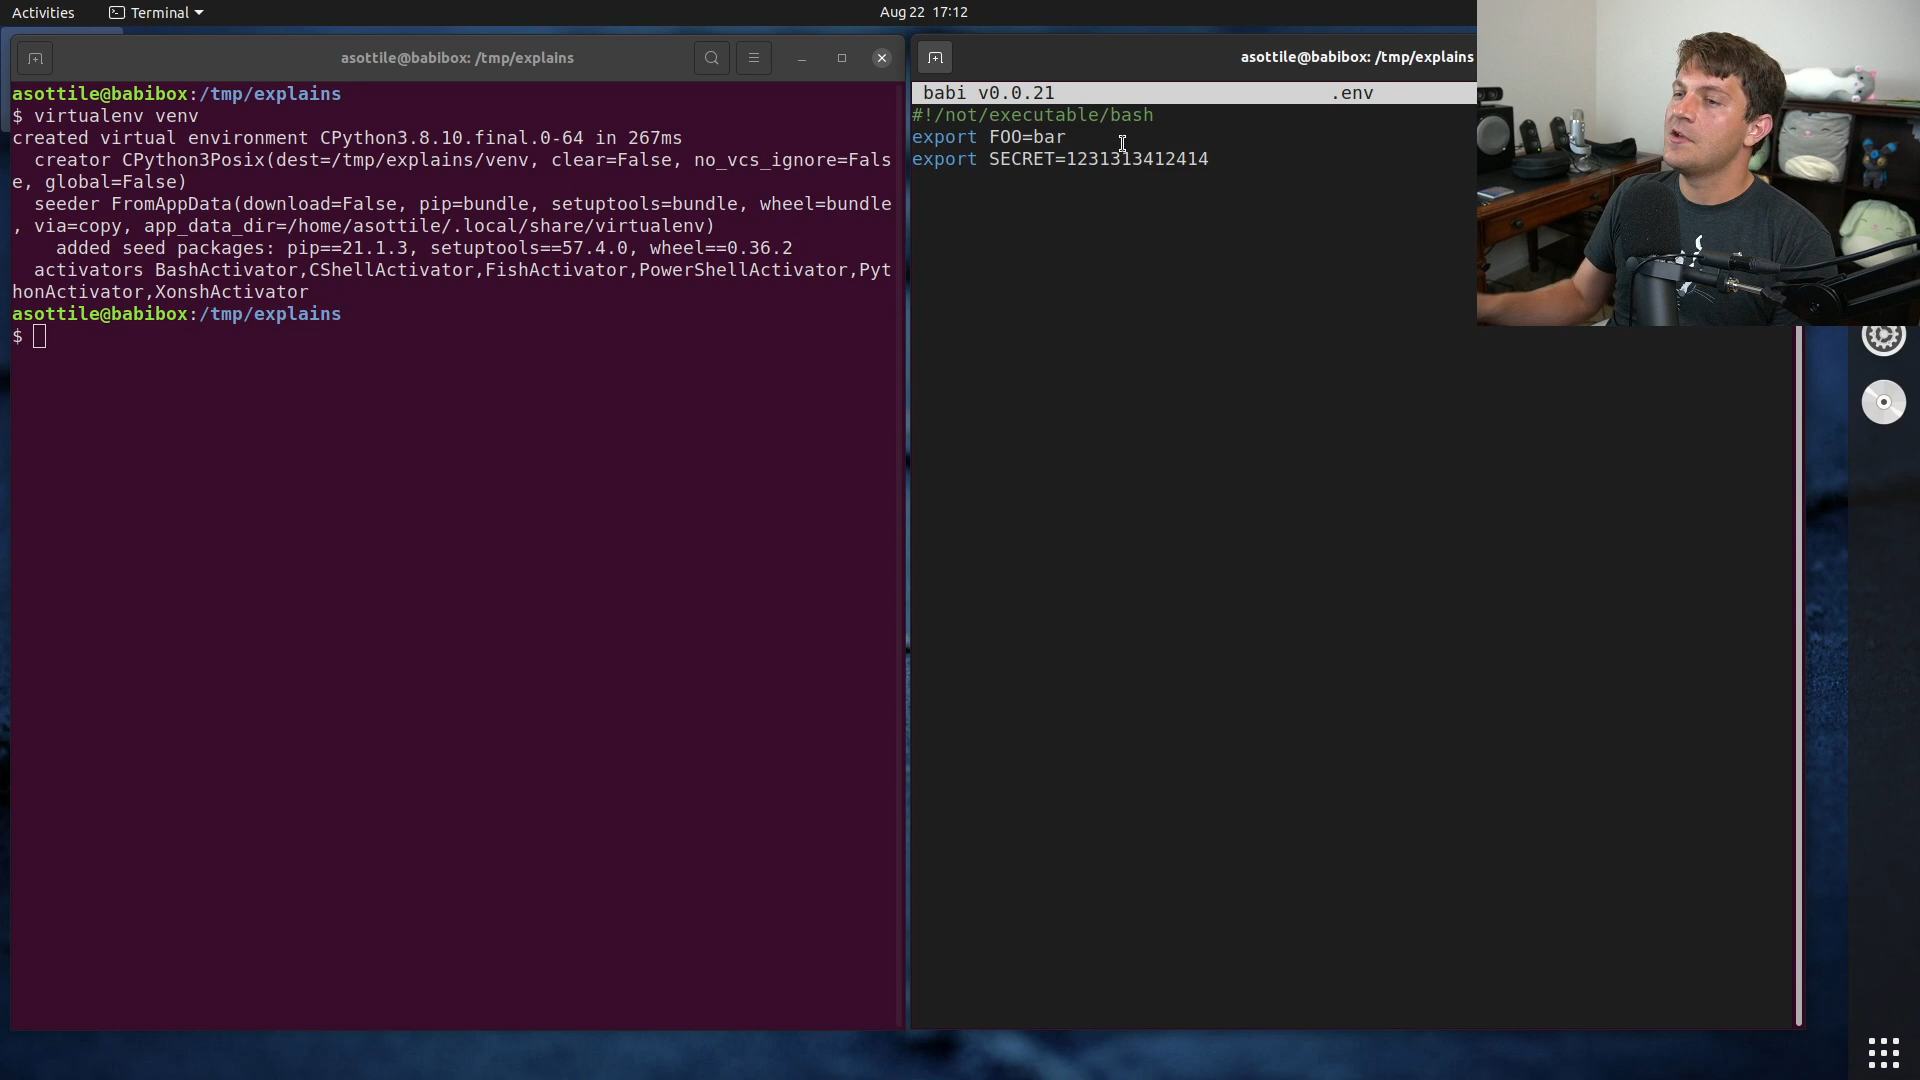 Activities
Terminal
Aug 22 17:12
asottile@babibox: /tmp/explains
asottile@babibox:/tmp/explains
$ virtualenv venv
created virtual environment CPython3.8.10.final.0-64 in 267ms
  creator CPython3Posix(dest=/tmp/explains/venv, clear=False, no_vcs_ignore=Fals
e, global=False)
  seeder FromAppData(download=False, pip=bundle, setuptools=bundle, wheel=bundle
, via=copy, app_data_dir=/home/asottile/.local/share/virtualenv)
    added seed packages: pip==21.1.3, setuptools==57.4.0, wheel==0.36.2
  activators BashActivator,CShellActivator,FishActivator,PowerShellActivator,Pyt
honActivator,XonshActivator
asottile@babibox:/tmp/explains
$
asottile@babibox: /tmp/explains
babi v0.0.21 .env
#!/not/executable/bash
export FOO=bar
export SECRET=1231313412414